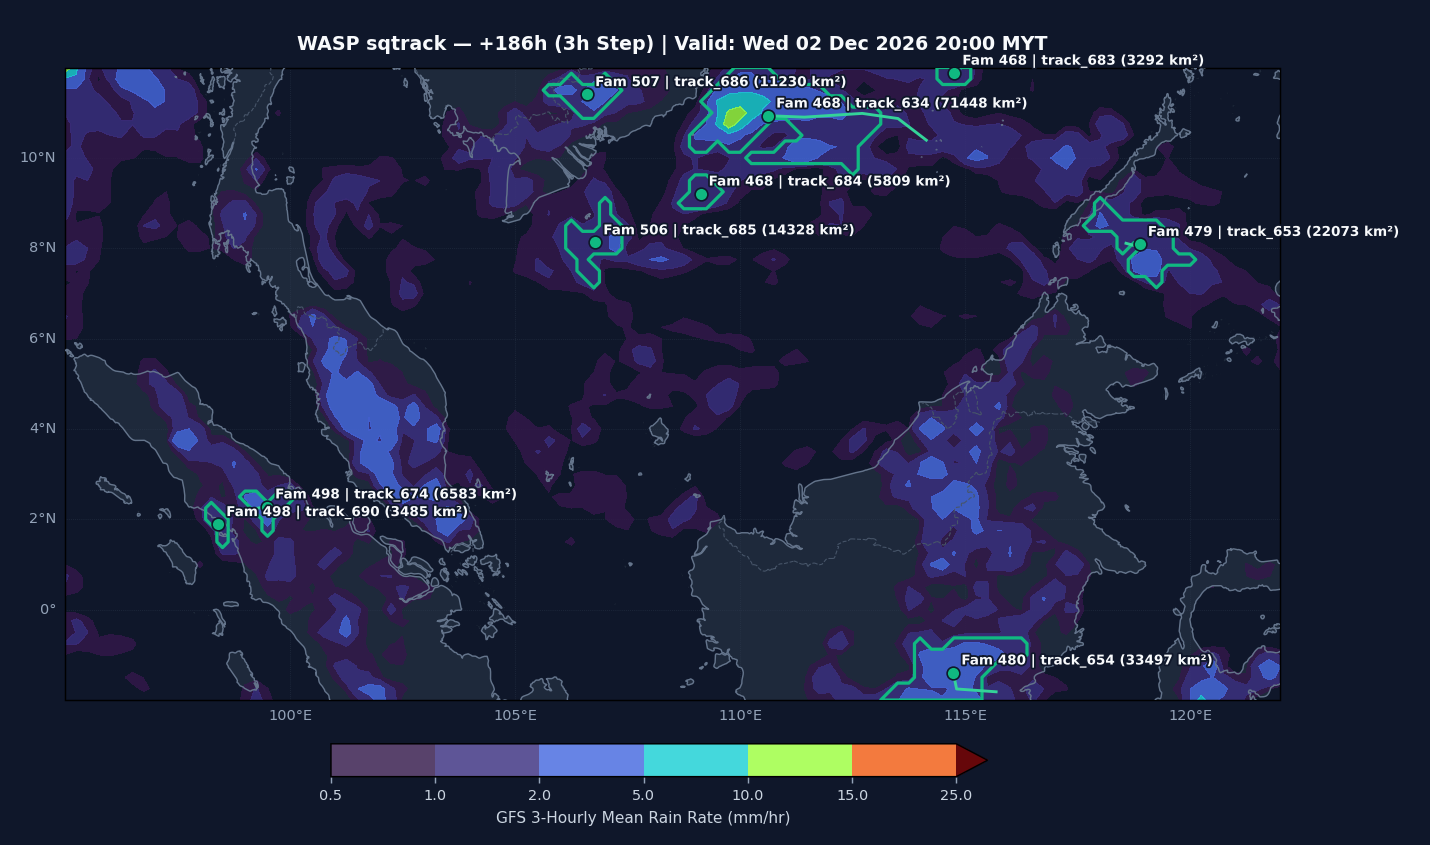 WASP sqtrack — +186h (3h Step) | Valid: Wed 02 Dec 2026 20:00 MYT
Fam 468 | track_683 (3292 km²)
Fam 507 | track_686 (11230 km²)
Fam 468 | track_634 (71448 km²)
10°N
Fam 468 | track_684 (5809 km²)
Fam 506 | track_685 (14328 km²)
Fam 479 | track_653 (22073 km²)
8°N
6°N
4°N
Fam 498 | track_674 (6583 km²)
Fam 498 | track_690 (3485 km²)
2°N
0°
Fam 480 | track_654 (33497 km²)
100°E 105°E 110°E 115°E 120°E
0.5 1.0 2.0 5.0 10.0 15.0 25.0
GFS 3-Hourly Mean Rain Rate (mm/hr)